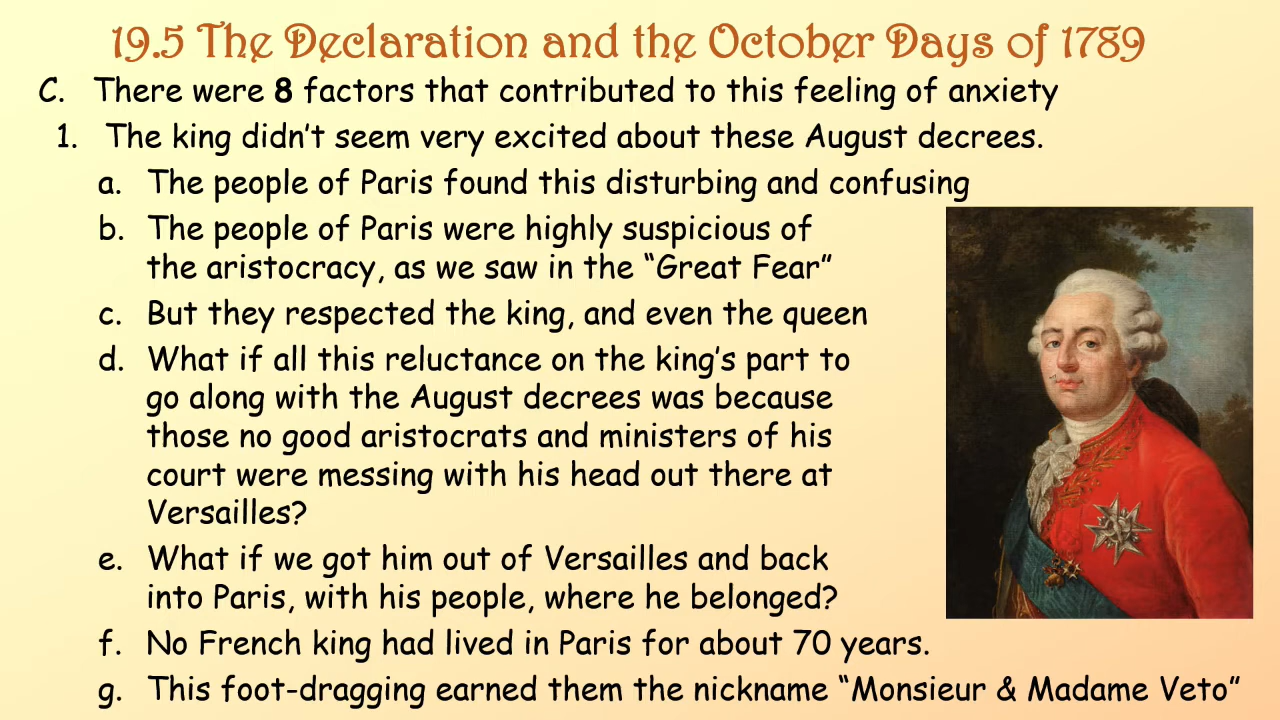 19.5 The Declaration and the October Days of 1789
C. There were 8 factors that contributed to this feeling of anxiety
1. The king didn’t seem very excited about these August decrees.
a. The people of Paris found this disturbing and confusing
b. The people of Paris were highly suspicious of
the aristocracy, as we saw in the “Great Fear”
c. But they respected the king, and even the queen
d. What if all this reluctance on the king’s part to
go along with the August decrees was because
those no good aristocrats and ministers of his
court were messing with his head out there at
Versailles?
e. What if we got him out of Versailles and back
into Paris, with his people, where he belonged?
f. No French king had lived in Paris for about 70 years.
g. This foot-dragging earned them the nickname “Monsieur & Madame Veto”